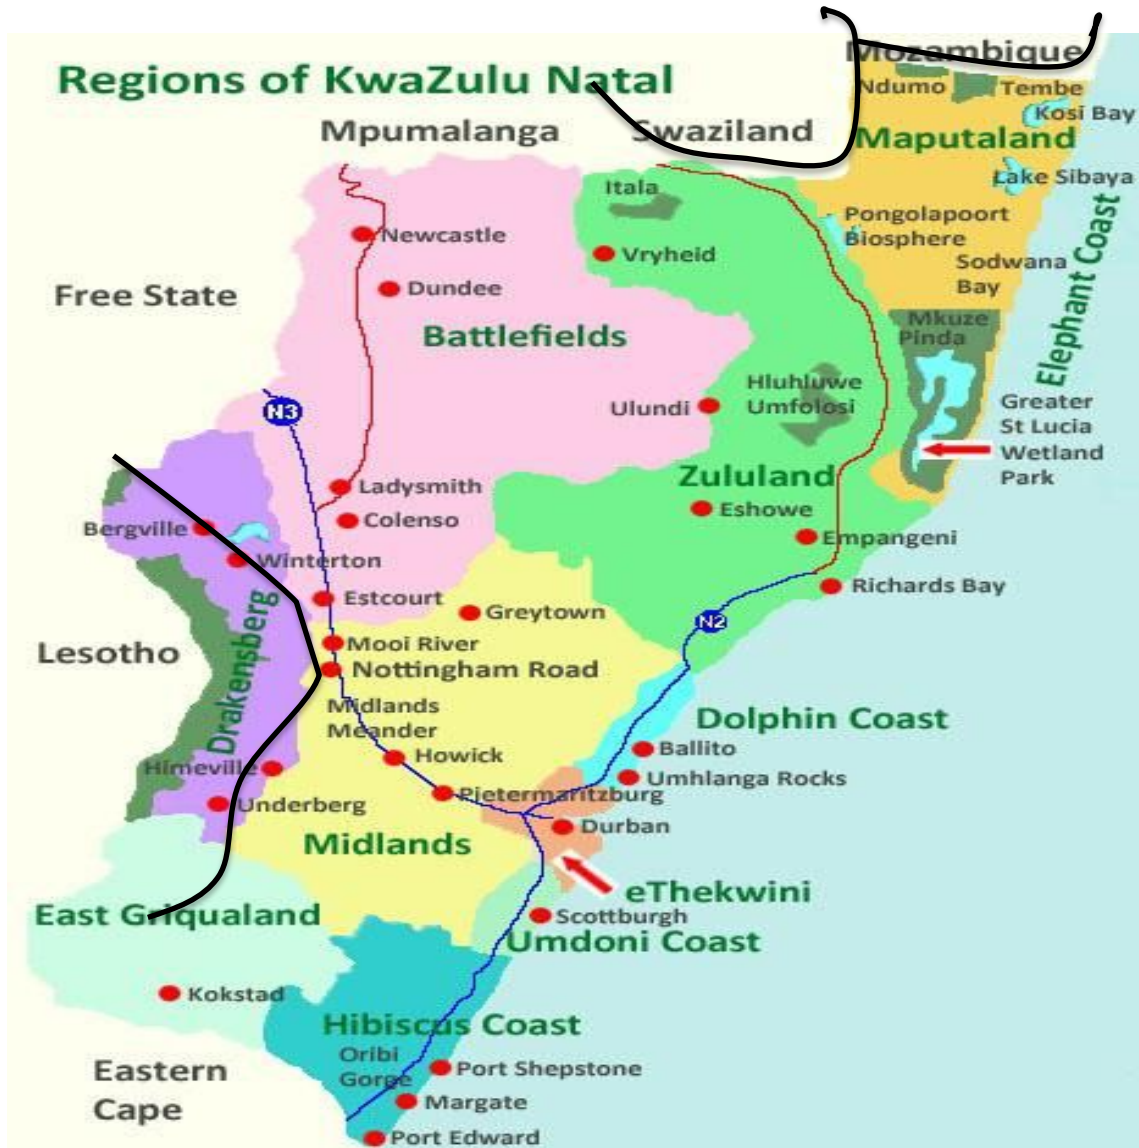 Mozambique
Regions of KwaZulu Natal
Ndumo
Tembe
Kosi Bay
Mpumalanga
Swaziland
Maputaland
Lake Sibaya
Itala
Pongolapoort
Biosphere
Newcastle
Vryheid
Sodwana
Bay
Free State
Dundee
Elephant Coast
Battlefields
Mkuze
Pinda
Hluhluwe
Umfolosi
Ulundi
N3
Greater
St Lucia
Wetland
Park
Zululand
Ladysmith
Eshowe
Colenso
Bergville
Empangeni
Winterton
Richards Bay
Estcourt
Greytown
N2
Mooi River
Lesotho
Nottingham Road
Drakensberg
Midlands
Meander
Dolphin Coast
Ballito
Howick
Himeville
Umhlanga Rocks
Pietermaritzburg
Underberg
Durban
Midlands
eThekwini
East Griqualand
Scottburgh
Umdoni Coast
Kokstad
Hibiscus Coast
Oribi
Gorge
Port Shepstone
Eastern
Cape
Margate
Port Edward